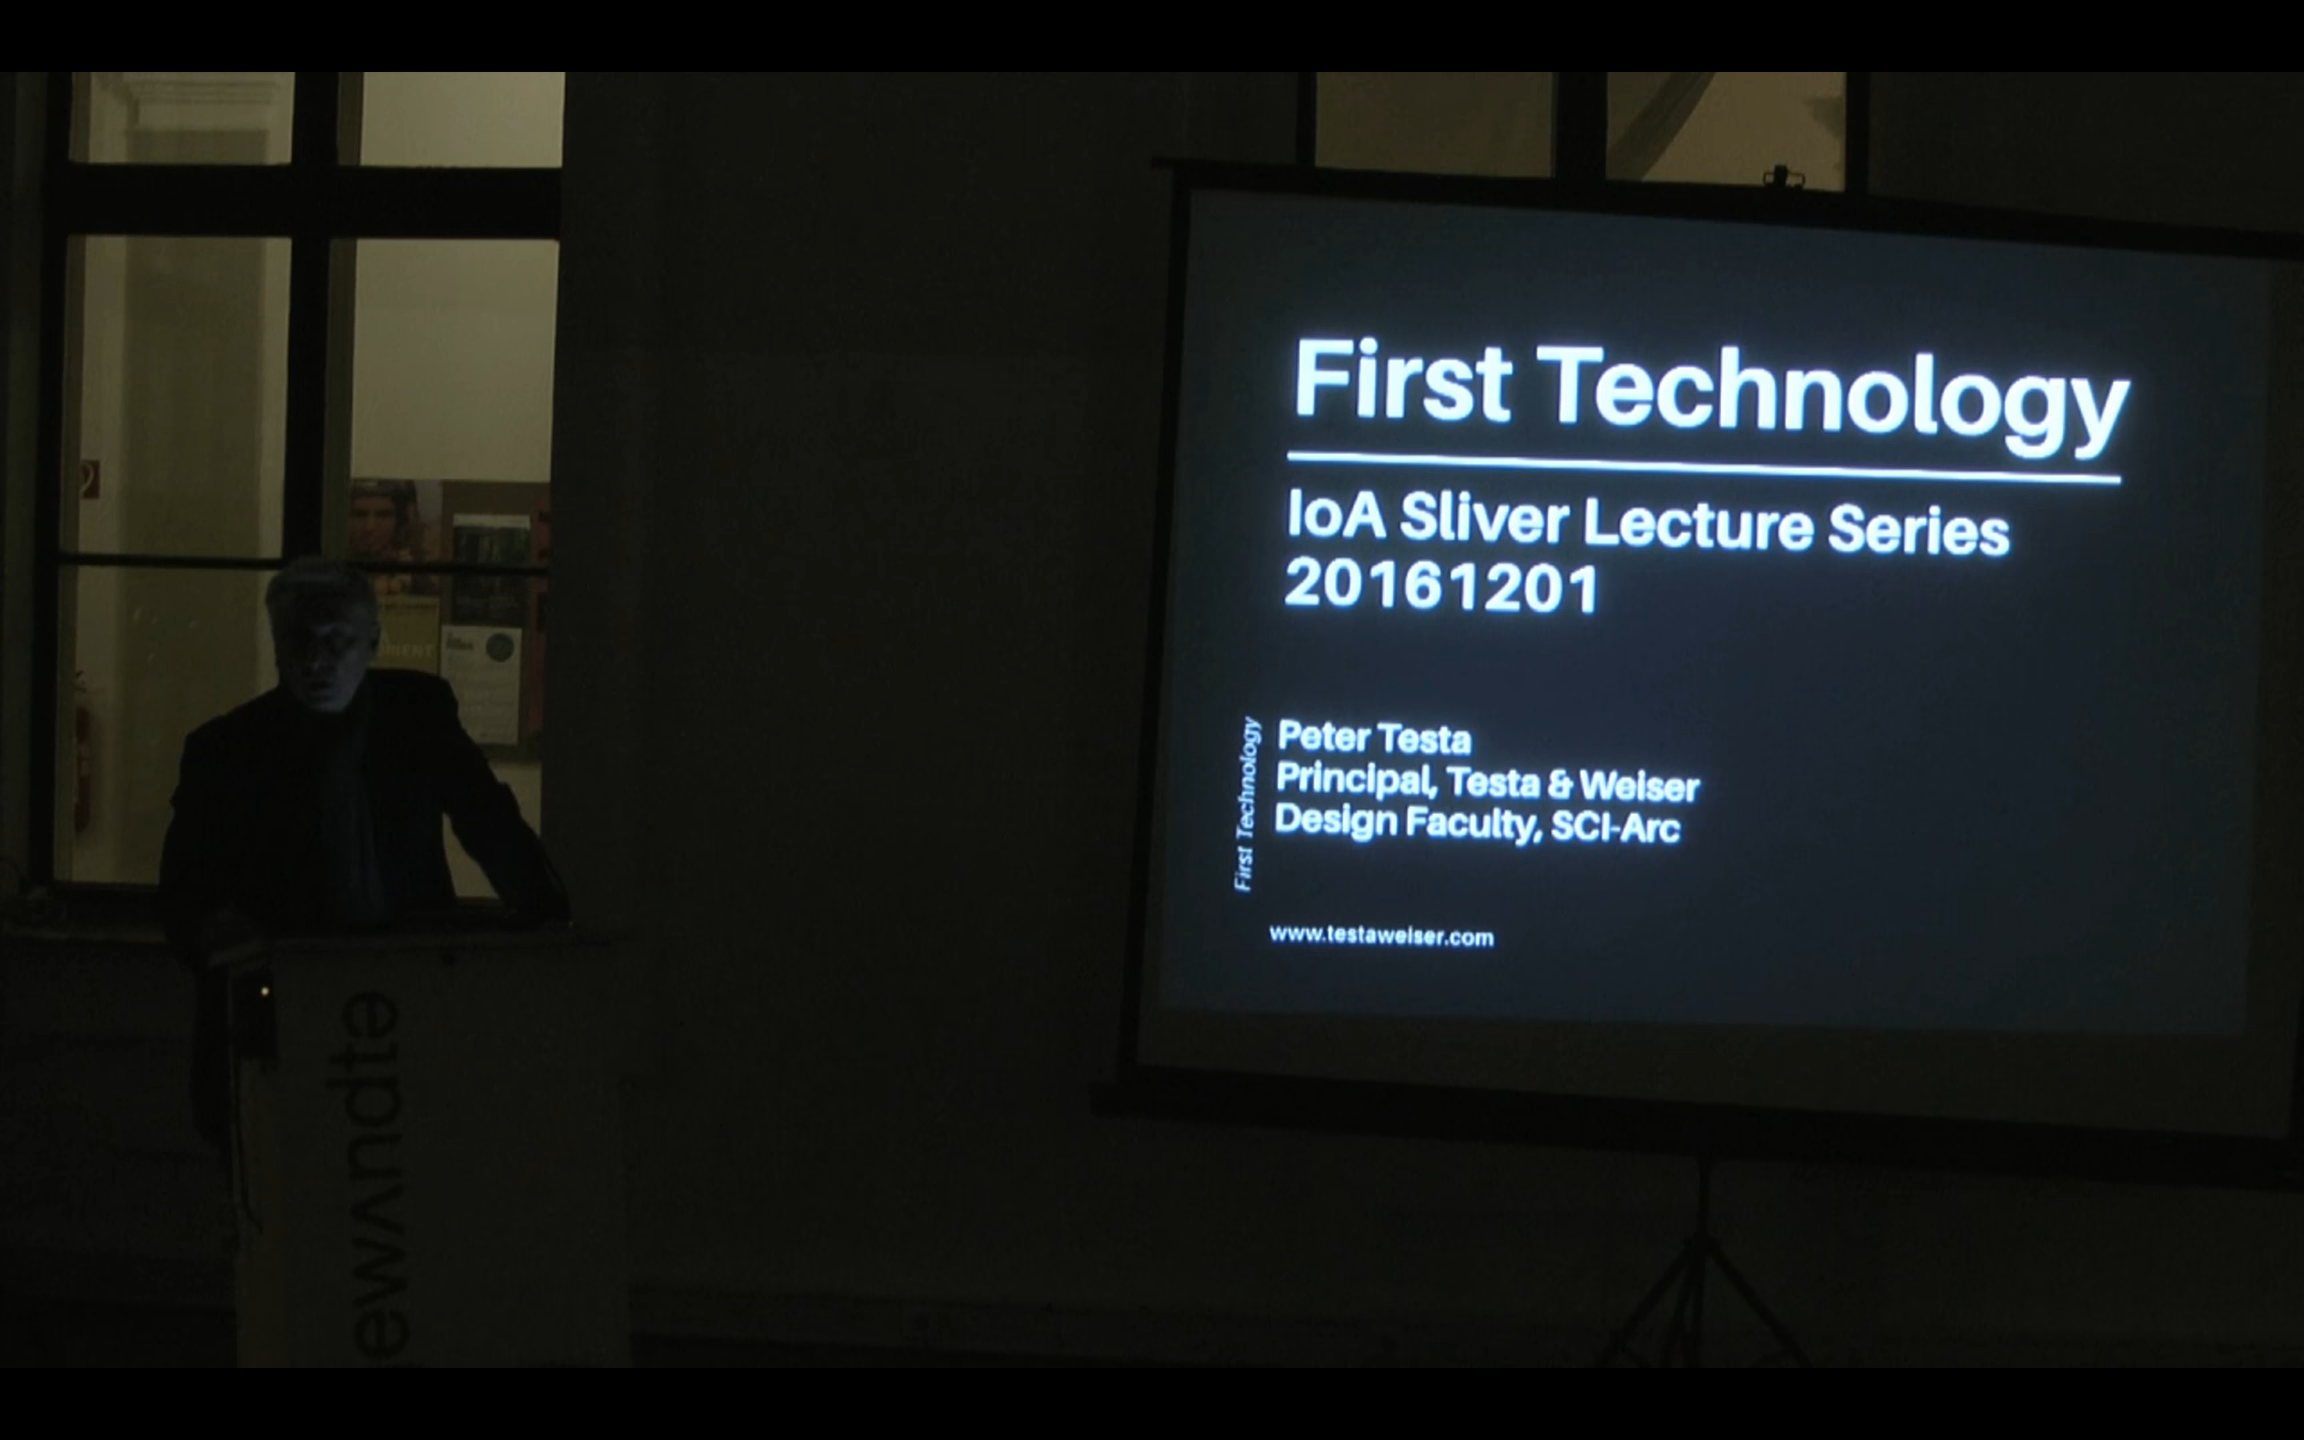 First Technology
IoA Sliver Lecture Series
20161201
First Technology
Peter Testa
Principal, Testa & Weiser
Design Faculty, SCI-Arc
www.testaweiser.com
ewandte